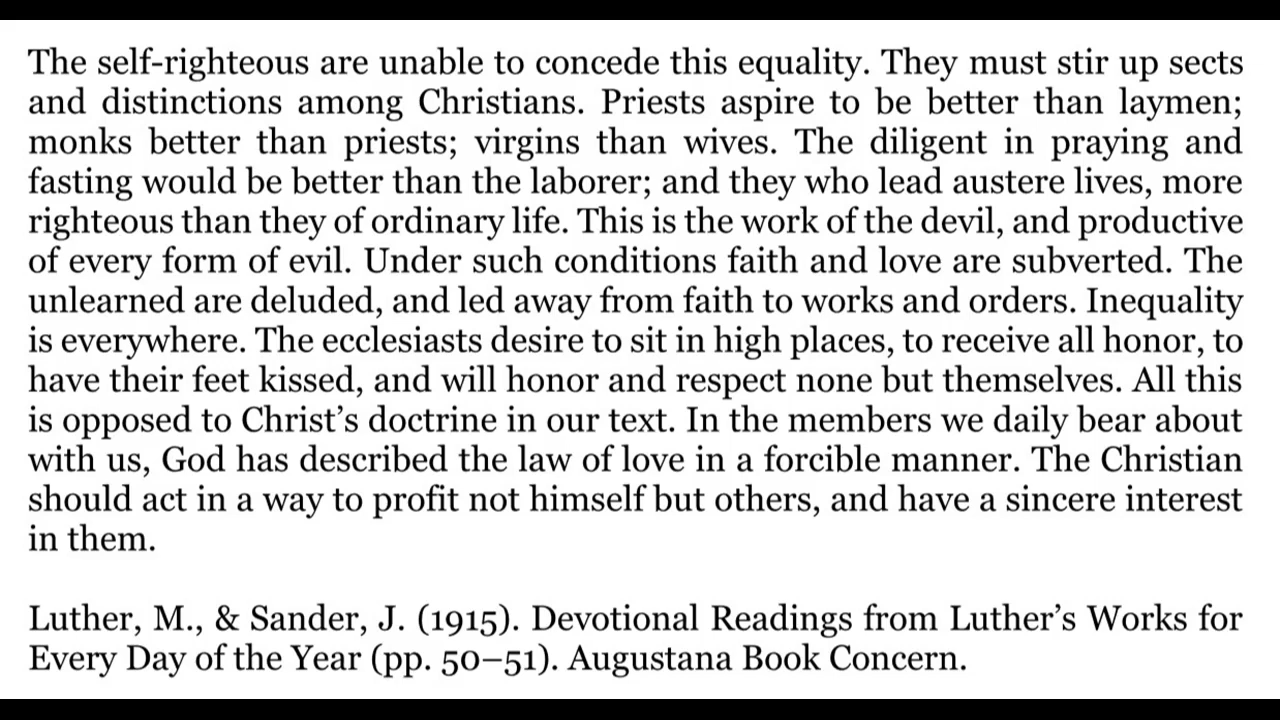 The self-righteous are unable to concede this equality. They must stir up sects
and distinctions among Christians. Priests aspire to be better than laymen;
monks better than priests; virgins than wives. The diligent in praying and
fasting would be better than the laborer; and they who lead austere lives, more
righteous than they of ordinary life. This is the work of the devil, and productive
of every form of evil. Under such conditions faith and love are subverted. The
unlearned are deluded, and led away from faith to works and orders. Inequality
is everywhere. The ecclesiasts desire to sit in high places, to receive all honor, to
have their feet kissed, and will honor and respect none but themselves. All this
is opposed to Christ’s doctrine in our text. In the members we daily bear about
with us, God has described the law of love in a forcible manner. The Christian
should act in a way to profit not himself but others, and have a sincere interest
in them.
Luther, M., & Sander, J. (1915). Devotional Readings from Luther’s Works for
Every Day of the Year (pp. 50–51). Augustana Book Concern.